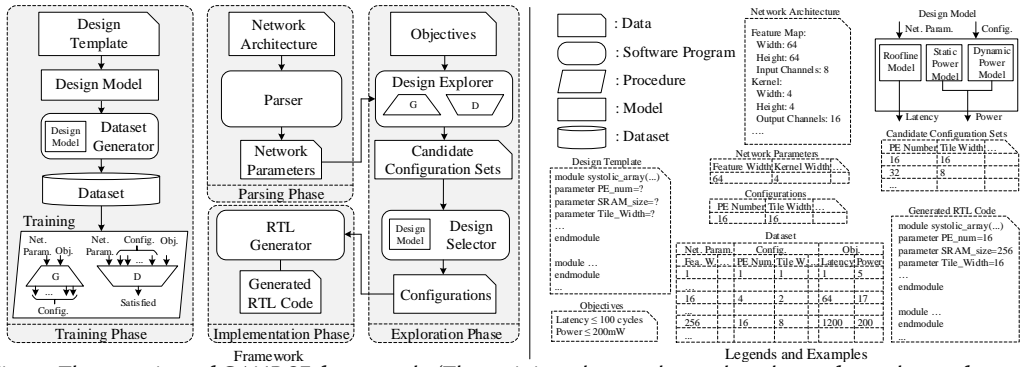 Design
Template
Design Model
Design
Model
Dataset
Generator
Dataset
Training
Net.
Param.
Obj.
Net.
Param.
Config.
Obj.
...
G
D
...
Config.
Satisfied
Training Phase
Network
Architecture
Parser
Network
Parameters
Parsing Phase
RTL
Generator
Generated
RTL Code
Implementation Phase
Objectives
Design Explorer
G
D
Candidate
Configuration Sets
Design
Model
Design
Selector
Configurations
Exploration Phase
Framework
: Data
: Software Program
: Procedure
: Model
: Dataset
Network Architecture
Feature Map:
Width: 64
Height: 64
Input Channels: 8
Kernel:
Width: 4
Height: 4
Output Channels: 16
....
Design Model
Net. Param.
Config.
Roofline
Model
Static
Power
Model
Dynamic
Power
Model
Latency
Power
Candidate Configuration Sets
PE Number Tile Width ...
16 16
32 8
...
Design Template
module systolic_array(...)
parameter PE_num=?
parameter SRAM_size=?
parameter Tile_Width=?
...
endmodule
module ...
endmodule
...
Network Parameters
Feature Width Kernel Width ...
64 4
Configurations
PE Number Tile Width ...
16 16
Dataset
Net. Param. Config. Obj.
Fea. W. ... PE Num Tile W. ... Latency Power
1 1 1 1 5
...
16 4 2 64 17
...
256 16 8 1200 200
Generated RTL Code
module systolic_array(...)
parameter PE_num=16
parameter SRAM_size=256
parameter Tile_Width=16
...
endmodule
module ...
endmodule
...
Objectives
Latency ≤ 100 cycles
Power ≤ 200mW
Legends and Examples